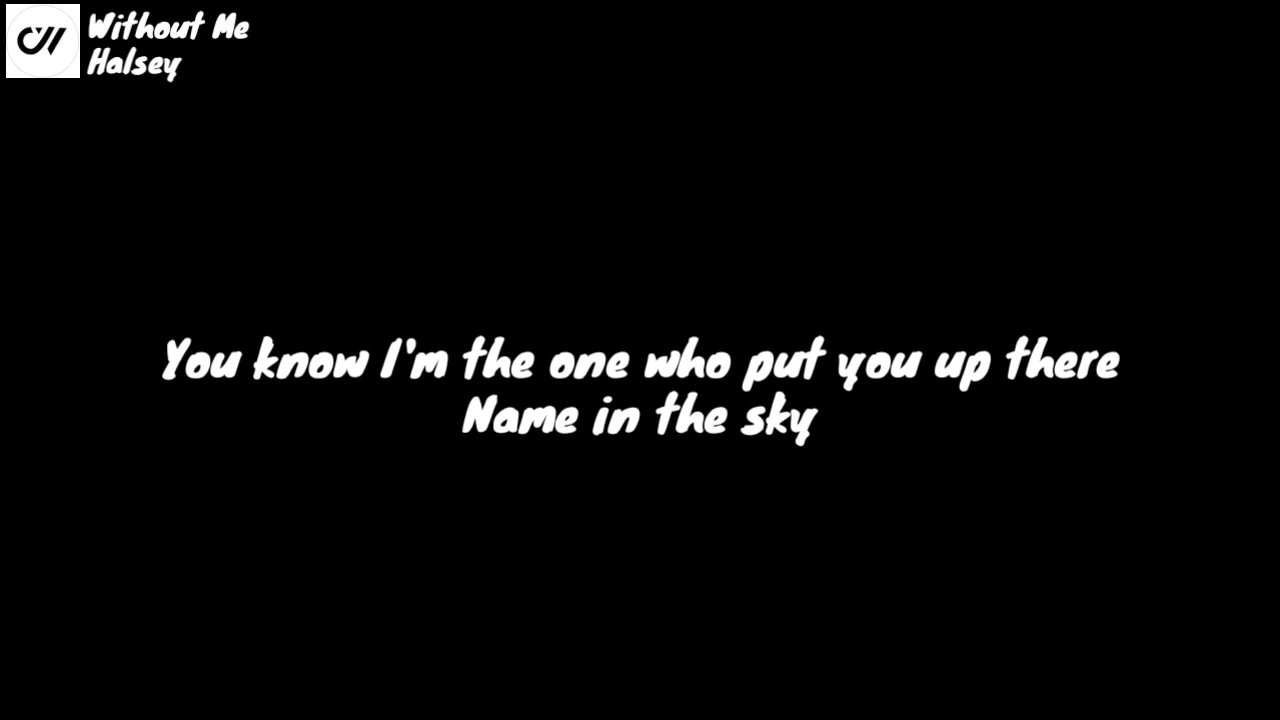 Without Me
Halsey
You know I'm the one who put you up there
Name in the sky